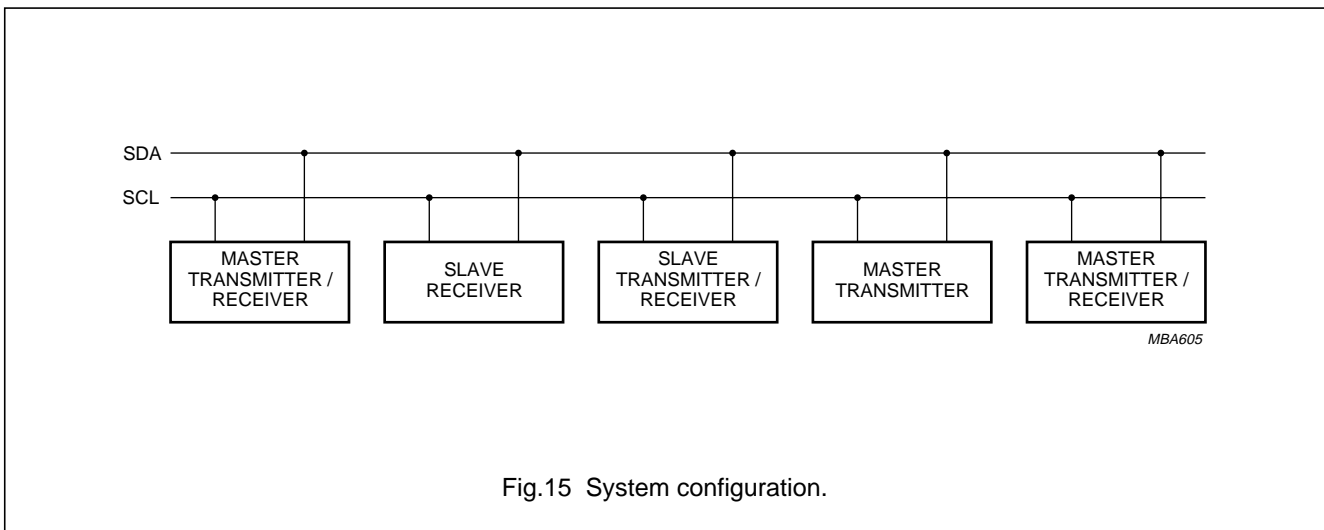 SDA
SCL
MASTER
TRANSMITTER /
RECEIVER
SLAVE
RECEIVER
SLAVE
TRANSMITTER /
RECEIVER
MASTER
TRANSMITTER
MASTER
TRANSMITTER /
RECEIVER
MBA605
Fig.15 System configuration.